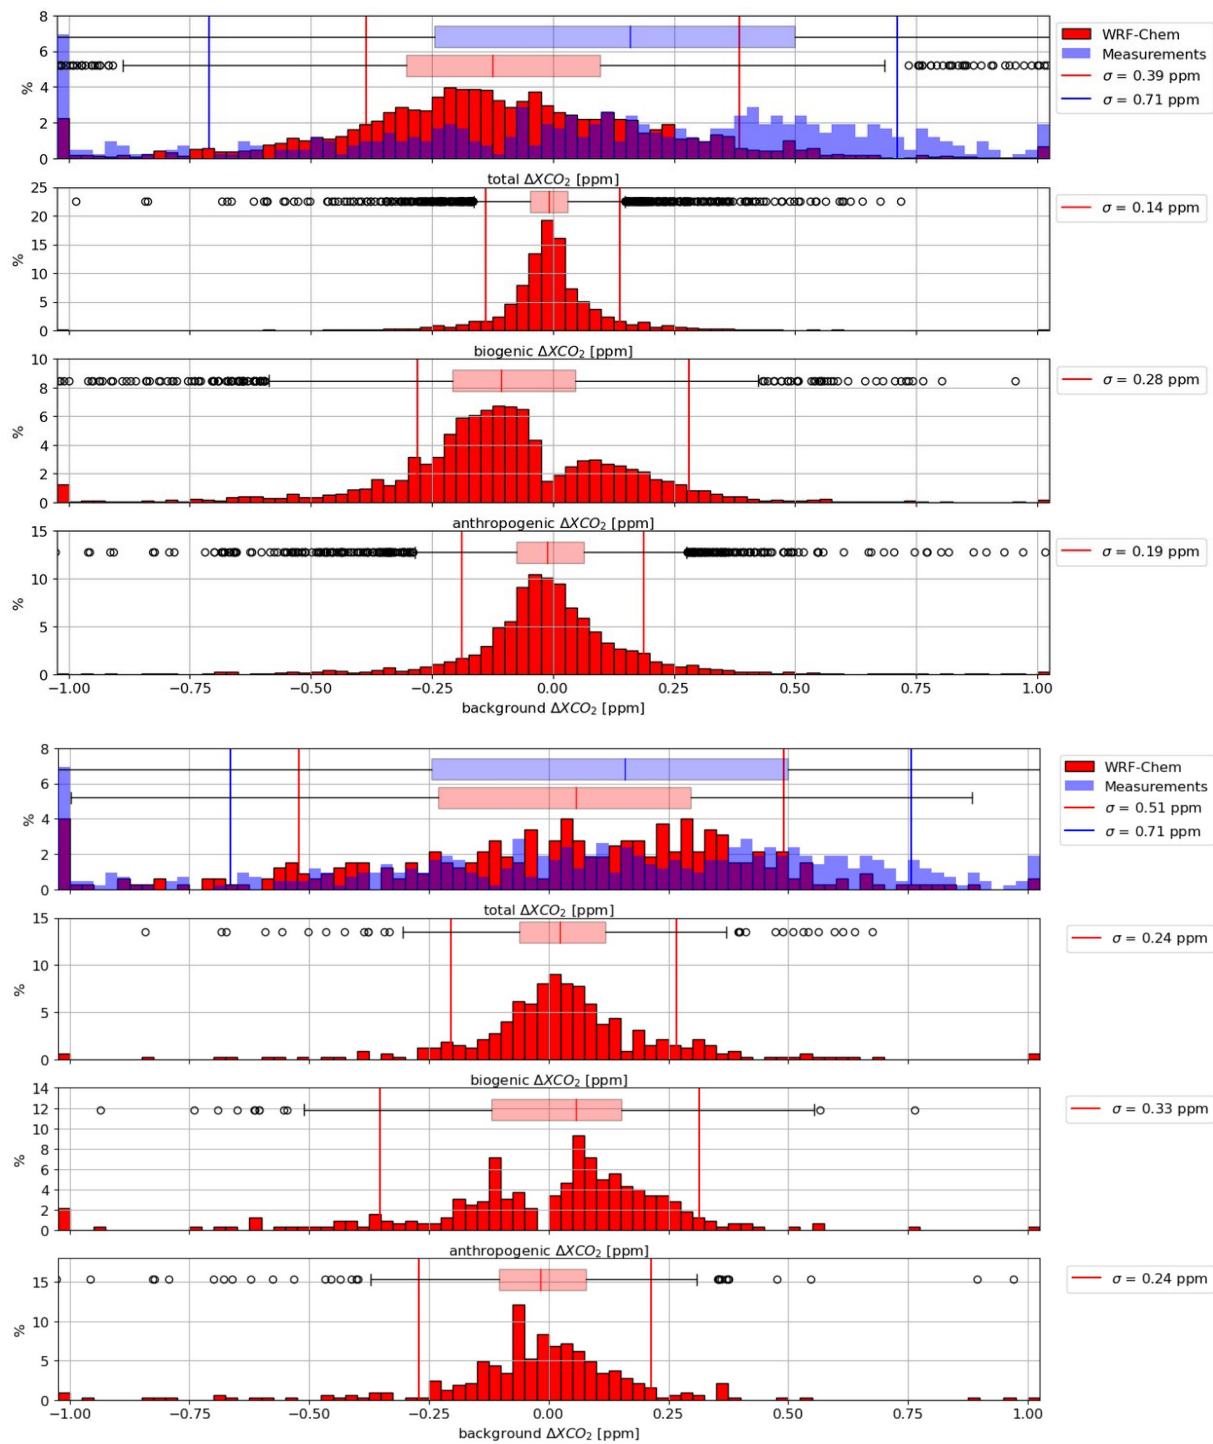 8
6
4
2
0
%
WRF-Chem
Measurements
σ = 0.39 ppm
σ = 0.71 ppm
total ΔXCO₂ [ppm]
25
20
15
10
5
0
%
σ = 0.14 ppm
biogenic ΔXCO₂ [ppm]
10
8
6
4
2
0
%
σ = 0.28 ppm
anthropogenic ΔXCO₂ [ppm]
15
10
5
0
%
σ = 0.19 ppm
−1.00 −0.75 −0.50 −0.25 0.00 0.25 0.50 0.75 1.00
background ΔXCO₂ [ppm]
8
6
4
2
0
%
WRF-Chem
Measurements
σ = 0.51 ppm
σ = 0.71 ppm
total ΔXCO₂ [ppm]
15
10
5
0
%
σ = 0.24 ppm
biogenic ΔXCO₂ [ppm]
14
12
10
8
6
4
2
0
%
σ = 0.33 ppm
anthropogenic ΔXCO₂ [ppm]
15
10
5
0
%
σ = 0.24 ppm
−1.00 −0.75 −0.50 −0.25 0.00 0.25 0.50 0.75 1.00
background ΔXCO₂ [ppm]